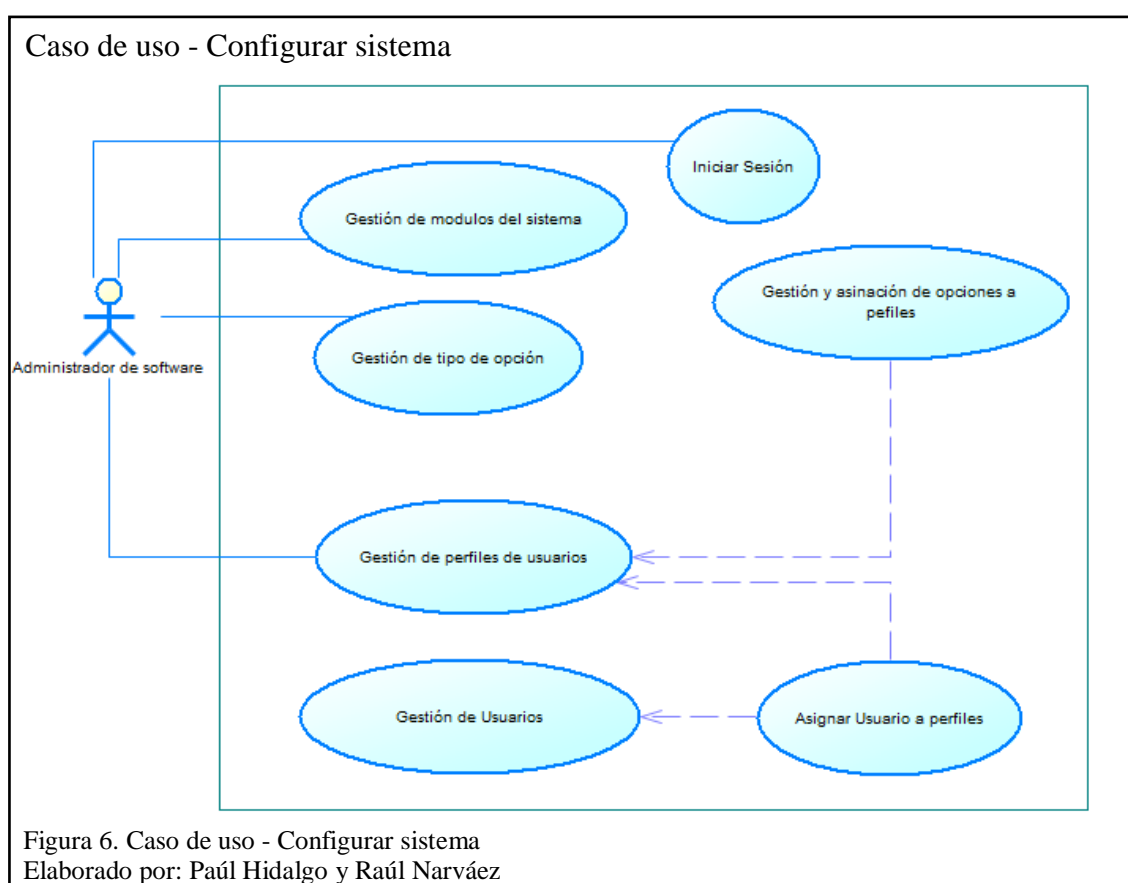 Caso de uso - Configurar sistema
Iniciar Sesión
Gestión de modulos del sistema
Gestión y asinación de opciones a
pefiles
Gestión de tipo de opción
Administrador de software
Gestión de perfiles de usuarios
Gestión de Usuarios
Asignar Usuario a perfiles
Figura 6. Caso de uso - Configurar sistema
Elaborado por: Paúl Hidalgo y Raúl Narváez